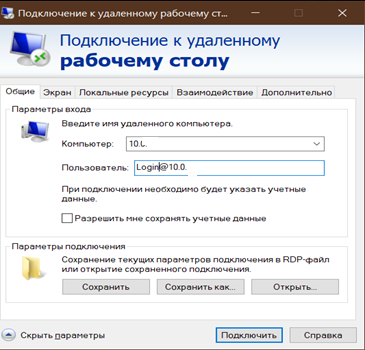 Подключение к удаленному рабочему ст...
Подключение к удаленному
рабочему столу
Общие Экран Локальные ресурсы Взаимодействие Дополнительно
Параметры входа
Введите имя удаленного компьютера.
Компьютер:
Пользователь: Login@10.0.
При подключении необходимо будет указать учетные
данные.
Разрешить мне сохранять учетные данные
Параметры подключения
Сохранение текущих параметров подключения в RDP-файл
или открытие сохраненного подключения.
Сохранить Сохранить как... Открыть...
Скрыть параметры Подключить Справка